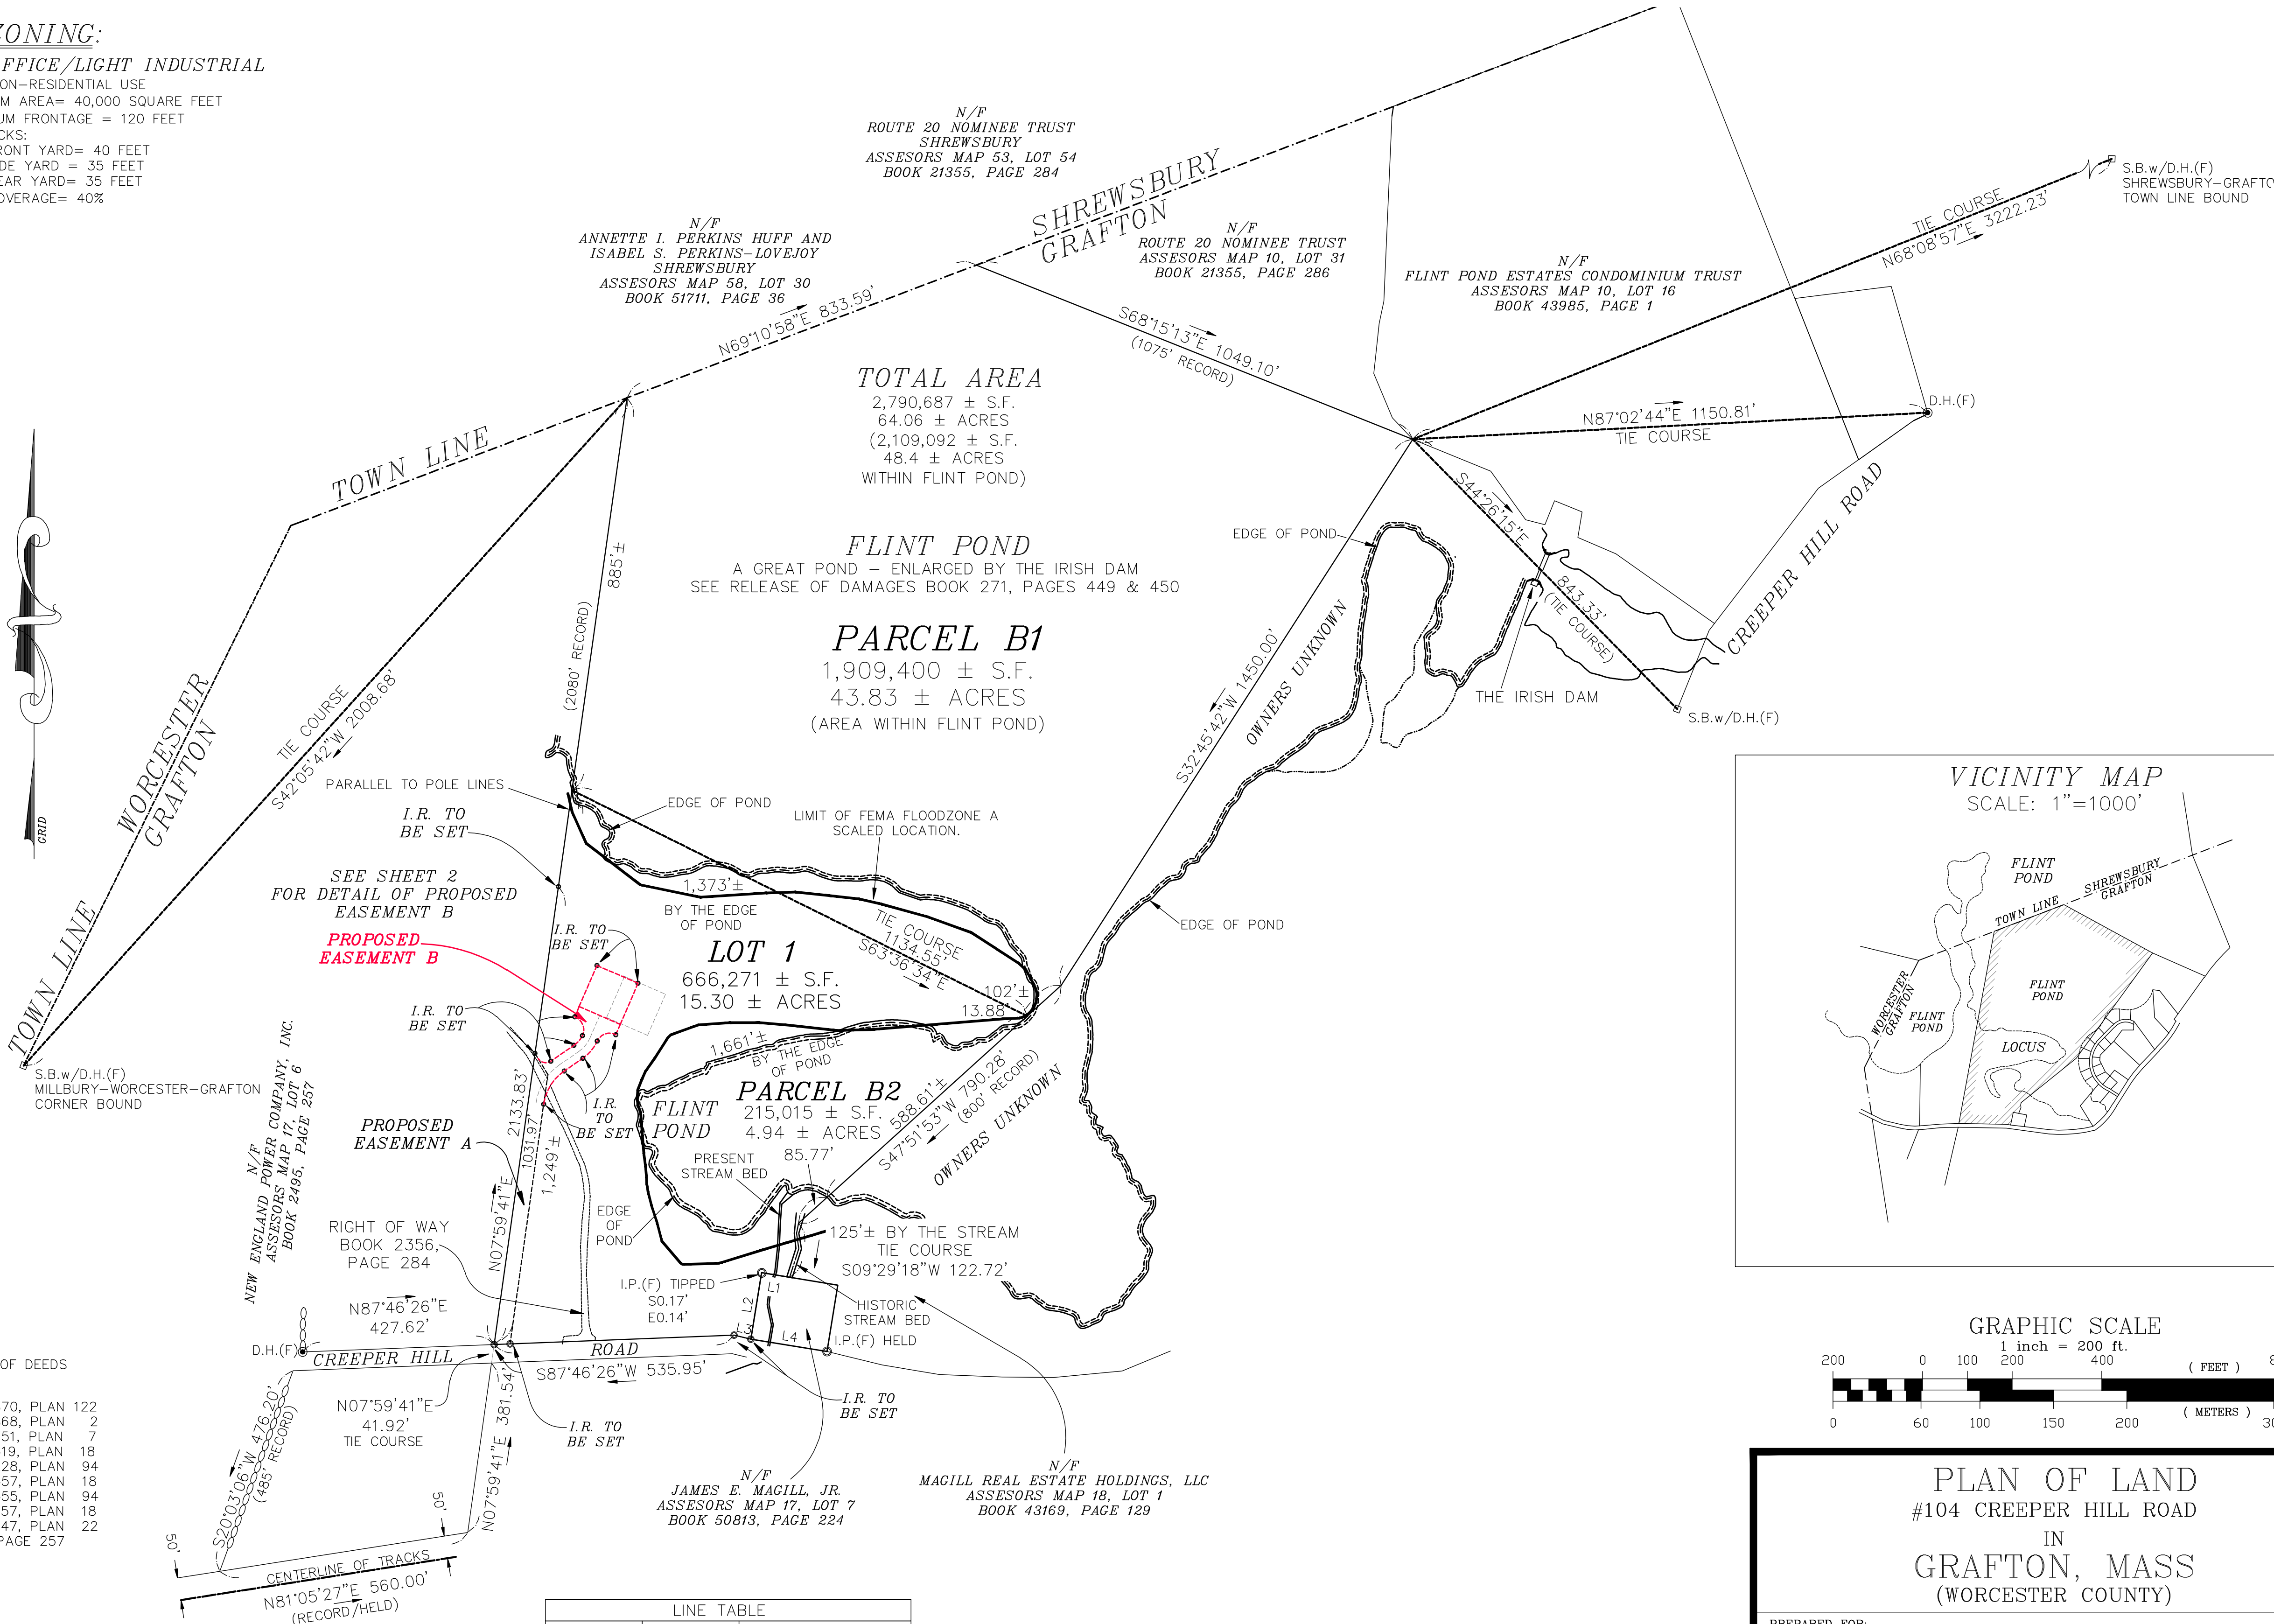 ZONING:
OFFICE/LIGHT INDUSTRIAL
NON-RESIDENTIAL USE
AREA= 40,000 SQUARE FEET
FRONTAGE = 120 FEET
FRONT YARD= 40 FEET
SIDE YARD = 35 FEET
REAR YARD= 35 FEET
COVERAGE= 40%
N/F
ROUTE 20 NOMINEE TRUST
SHREWSBURY
ASSESORS MAP 53, LOT 54
BOOK 21355, PAGE 284
N/F
ANNETTE I. PERKINS HUFF AND
ISABEL S. PERKINS-LOVEJOY
SHREWSBURY
ASSESORS MAP 58, LOT 30
BOOK 51711, PAGE 36
SHREWSBURY
GRAFTON
N/F
ROUTE 20 NOMINEE TRUST
ASSESORS MAP 10, LOT 31
BOOK 21355, PAGE 286
N/F
FLINT POND ESTATES CONDOMINIUM TRUST
ASSESORS MAP 10, LOT 16
BOOK 43985, PAGE 1
TIE COURSE
N68°08'57"E 3222.23'
S.B.w/D.H.(F)
SHREWSBURY-GRAFTON
TOWN LINE BOUND
N69°10'58"E 833.59'
S68°15'13"E 1049.10'
(1075' RECORD)
TOWN LINE
TOTAL AREA
2,790,687 ± S.F.
64.06 ± ACRES
(2,109,092 ± S.F.
48.4 ± ACRES
WITHIN FLINT POND)
N87°02'44"E 1150.81'
TIE COURSE
D.H.(F)
S44°26'15"E
843.33'
(TIE COURSE)
CREEPER HILL ROAD
885'±
(2080' RECORD)
FLINT POND
A GREAT POND - ENLARGED BY THE IRISH DAM
SEE RELEASE OF DAMAGES BOOK 271, PAGES 449 & 450
EDGE OF POND
PARCEL B1
1,909,400 ± S.F.
43.83 ± ACRES
(AREA WITHIN FLINT POND)
S32°45'42"W 1450.00'
OWNERS UNKNOWN
THE IRISH DAM
S.B.w/D.H.(F)
WORCESTER
GRAFTON
TIE COURSE
S42°05'42"W 2008.68'
GRID
PARALLEL TO POLE LINES
I.R. TO
BE SET
EDGE OF POND
LIMIT OF FEMA FLOODZONE A
SCALED LOCATION.
SEE SHEET 2
FOR DETAIL OF PROPOSED
EASEMENT B
PROPOSED
EASEMENT B
I.R. TO
BE SET
1,373'±
BY THE EDGE
OF POND
TIE COURSE
1134.55'
S63°36'34"E
EDGE OF POND
LOT 1
666,271 ± S.F.
15.30 ± ACRES
102'±
13.88'
TOWN LINE
I.R. TO
BE SET
S.B.w/D.H.(F)
MILLBURY-WORCESTER-GRAFTON
CORNER BOUND
N/F
NEW ENGLAND POWER COMPANY, INC.
ASSESORS MAP 17, LOT 6
BOOK 2495, PAGE 257
1,661'±
BY THE EDGE
OF POND
PARCEL B2
215,015 ± S.F.
4.94 ± ACRES
FLINT
POND
I.R.
TO
BE SET
PROPOSED
EASEMENT A
2133.83'
1031.97'
1,249'±
N07°59'41"E
588.61'±
S47°51'53"W 790.28'
(800' RECORD)
OWNERS UNKNOWN
85.77'
PRESENT
STREAM BED
EDGE
OF
POND
RIGHT OF WAY
BOOK 2356,
PAGE 284
125'± BY THE STREAM
TIE COURSE
S09°29'18"W 122.72'
I.P.(F) TIPPED
S0.17'
E0.14'
L1
L2
L3
L4
HISTORIC
STREAM BED
I.P.(F) HELD
N87°46'26"E
427.62'
D.H.(F)
CREEPER HILL ROAD
S87°46'26"W 535.95'
I.R. TO
BE SET
N07°59'41"E
41.92'
TIE COURSE
I.R. TO
BE SET
S20°03'06"W 476.20'
(485' RECORD)
N07°59'41"E 381.54'
50'
50'
CENTERLINE OF TRACKS
N81°05'27"E 560.00'
(RECORD/HELD)
N/F
JAMES E. MAGILL, JR.
ASSESORS MAP 17, LOT 7
BOOK 50813, PAGE 224
N/F
MAGILL REAL ESTATE HOLDINGS, LLC
ASSESORS MAP 18, LOT 1
BOOK 43169, PAGE 129
OF DEEDS
70, PLAN 122
68, PLAN 2
51, PLAN 7
19, PLAN 18
28, PLAN 94
57, PLAN 18
55, PLAN 94
57, PLAN 18
47, PLAN 22
PAGE 257
LINE TABLE
VICINITY MAP
SCALE: 1"=1000'
FLINT
POND
SHREWSBURY
GRAFTON
TOWN LINE
WORCESTER
GRAFTON
FLINT
POND
FLINT
POND
LOCUS
GRAPHIC SCALE
1 inch = 200 ft.
200 0 100 200 400 ( FEET )
0 60 100 150 200 ( METERS )
PLAN OF LAND
#104 CREEPER HILL ROAD
IN
GRAFTON, MASS
(WORCESTER COUNTY)
PREPARED FOR: